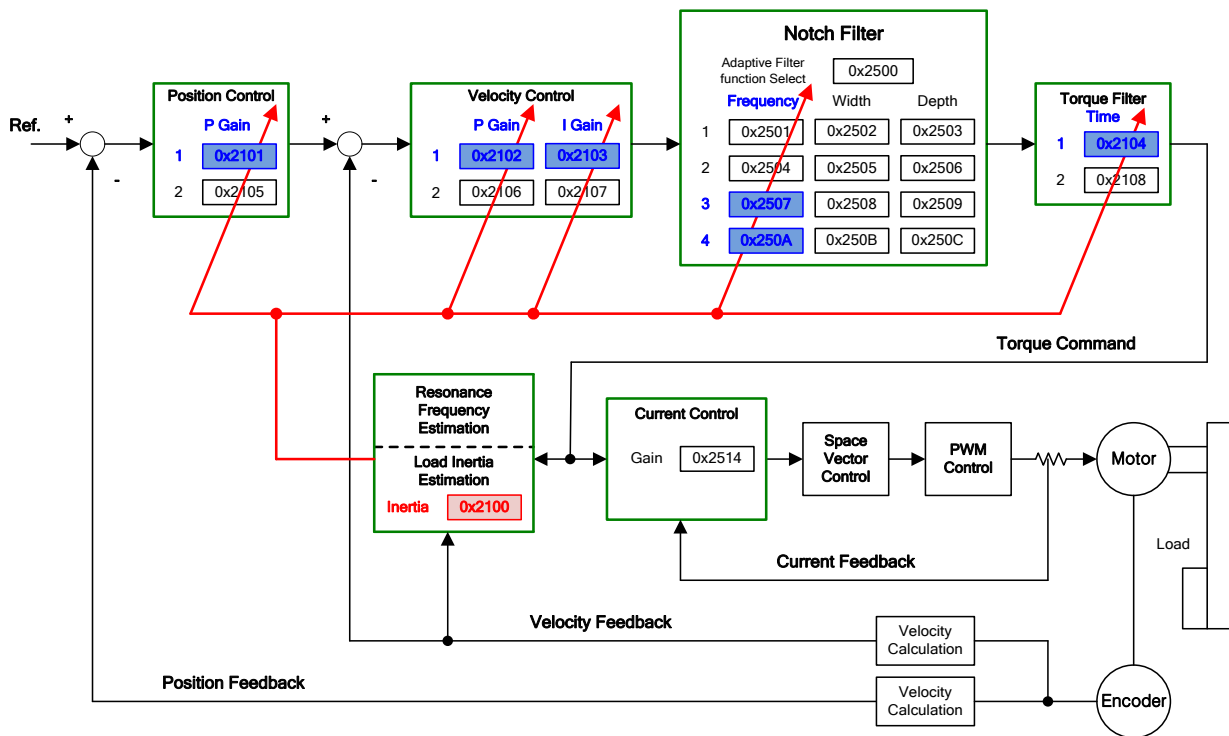 Notch Filter
Adaptive Filter
function Select
0x2500
Frequency Width Depth
1 0x2501 0x2502 0x2503
2 0x2504 0x2505 0x2506
3 0x2507 0x2508 0x2509
4 0x250A 0x250B 0x250C
Ref.
+
-
Position Control
P Gain
1 0x2101
2 0x2105
+
-
Velocity Control
P Gain I Gain
1 0x2102 0x2103
2 0x2106 0x2107
Torque Filter
Time
1 0x2104
2 0x2108
Torque Command
Resonance
Frequency
Estimation
Load Inertia
Estimation
Inertia 0x2100
Current Control
Gain 0x2514
Space
Vector
Control
PWM
Control
Motor
Load
Current Feedback
Velocity Feedback
Velocity
Calculation
Position Feedback
Velocity
Calculation
Encoder